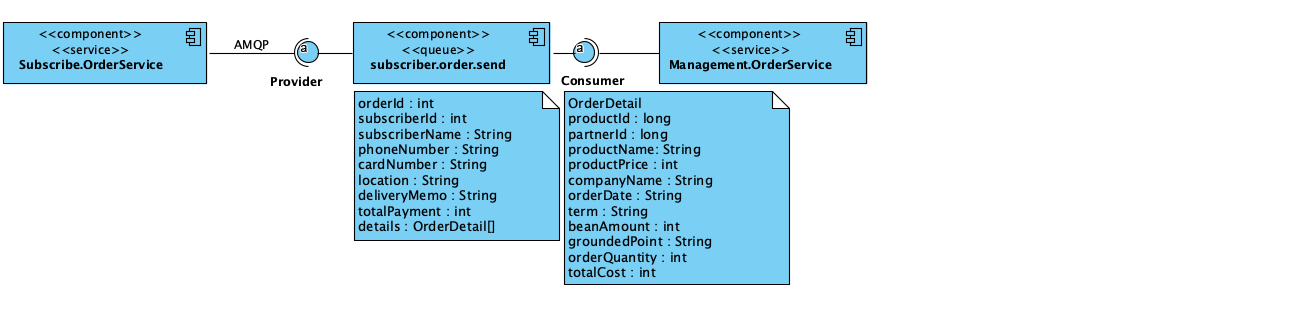 <<component>>
<<service>>
Subscribe.OrderService
AMQP
a
Provider
<<component>>
<<queue>>
subscriber.order.send
a
Consumer
<<component>>
<<service>>
Management.OrderService
orderId : int
subscriberId : int
subscriberName : String
phoneNumber : String
cardNumber : String
location : String
deliveryMemo : String
totalPayment : int
details : OrderDetail[]
OrderDetail
productId : long
partnerId : long
productName: String
productPrice : int
companyName : String
orderDate : String
term : String
beanAmount : int
groundedPoint : String
orderQuantity : int
totalCost : int